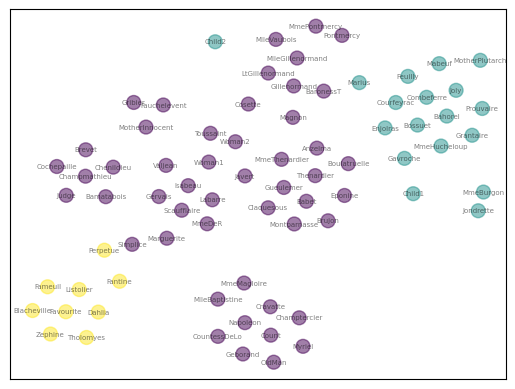 MmePontmercy
Pontmercy
MlleVaubois
Child2
MlleGillenormand
MotherPlutarch
Mabeuf
LtGillenormand
Feuilly
Marius
Gillenormand
BaronessT
Joly
Combeferre
Courfeyrac
Gribier
Fauchelevent
Cosette
Prouvaire
Magnon
Bahorel
MotherInnocent
Bossuet
Enjolras
Toussaint
Grantaire
Woman2
MmeHucheloup
Brevet
Anzelma
MmeThenardier
Gavroche
Woman1
Boulatruelle
Cochepaille
Chenildieu
Valjean
Champmathieu
Javert
Thenardier
Isabeau
Gueulemer
MmeBurgon
Child1
Judge
Bamatabois
Gervais
Eponine
Labarre
Babet
Claquesous
Scaufflaire
Jondrette
Brujon
MmeDeR
Montparnasse
Marguerite
Simplice
Perpetue
Fantine
MmeMagloire
Fameuil
Listolier
MlleBaptistine
Cravatte
Blacheville
Favourite
Dahlia
Champtercier
Napoleon
Zephine
Tholomyes
CountessDeLo
Count
Myriel
Geborand
OldMan